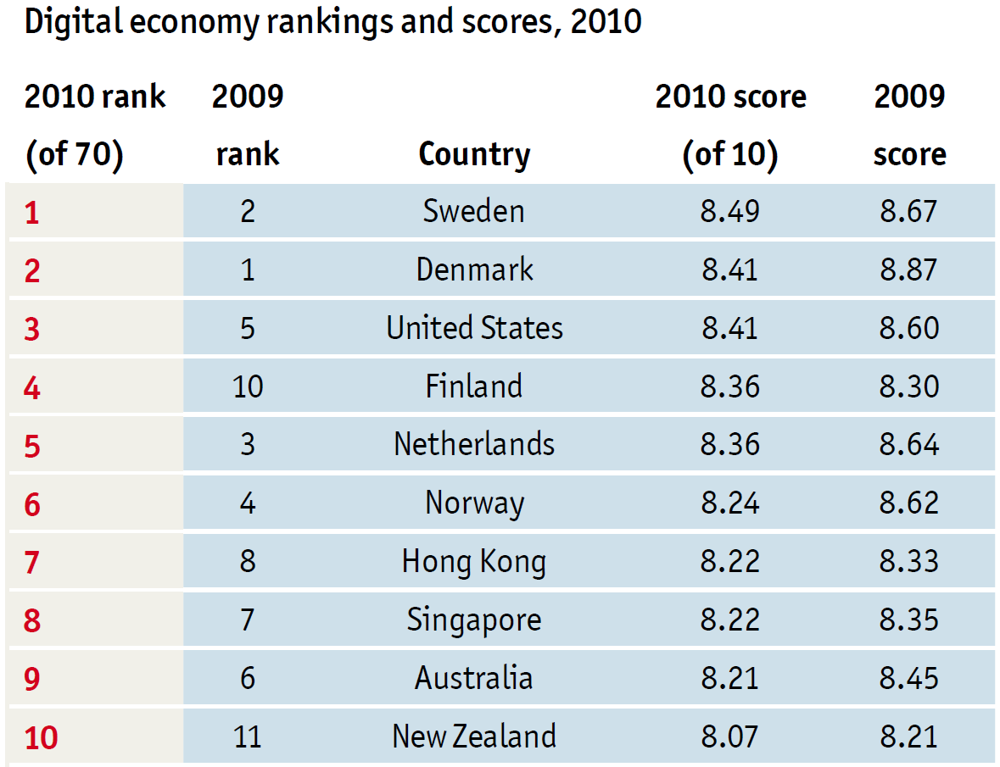 Digital economy rankings and scores, 2010
2010 rank 2009 2010 score 2009
(of 70) rank Country (of 10) score
1 2 Sweden 8.49 8.67
2 1 Denmark 8.41 8.87
3 5 United States 8.41 8.60
4 10 Finland 8.36 8.30
5 3 Netherlands 8.36 8.64
6 4 Norway 8.24 8.62
7 8 Hong Kong 8.22 8.33
8 7 Singapore 8.22 8.35
9 6 Australia 8.21 8.45
10 11 New Zealand 8.07 8.21